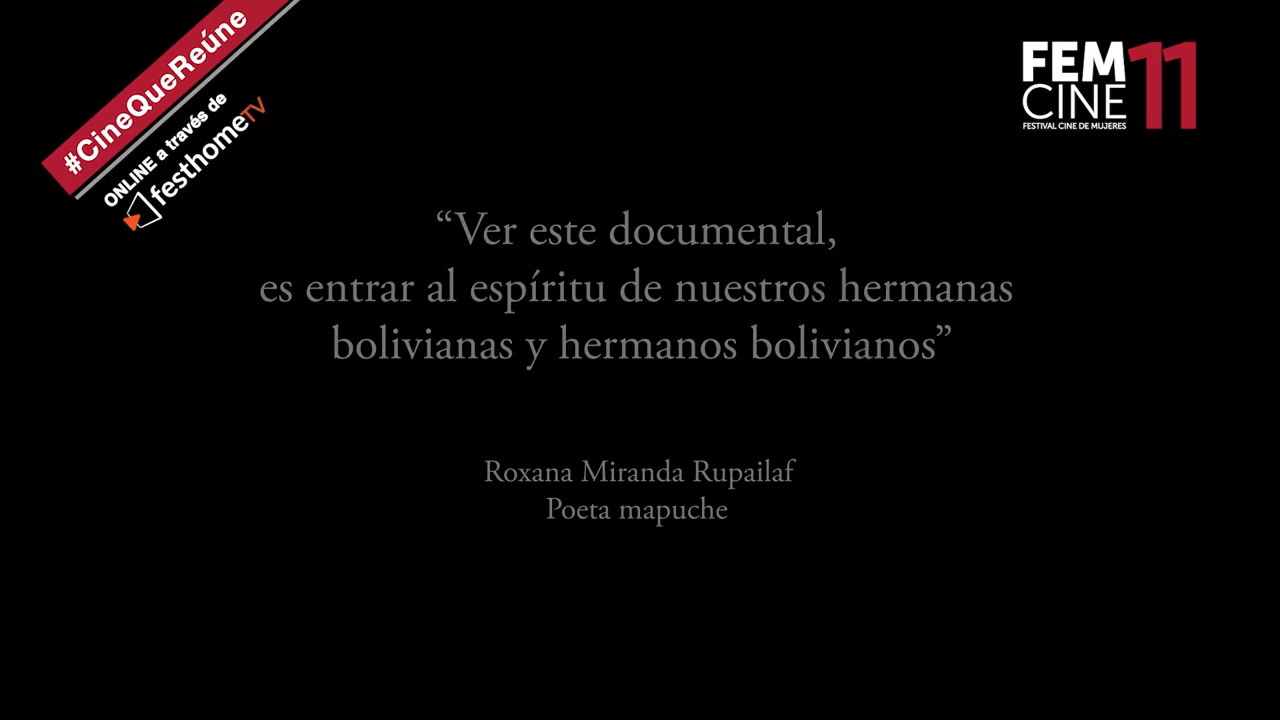 #CineQueReúne
ONLINE a través de
festhomeTV
FEM
CINE
11
FESTIVAL CINE DE MUJERES
“Ver este documental,
es entrar al espíritu de nuestros hermanas
bolivianas y hermanos bolivianos”
Roxana Miranda Rupailaf
Poeta mapuche